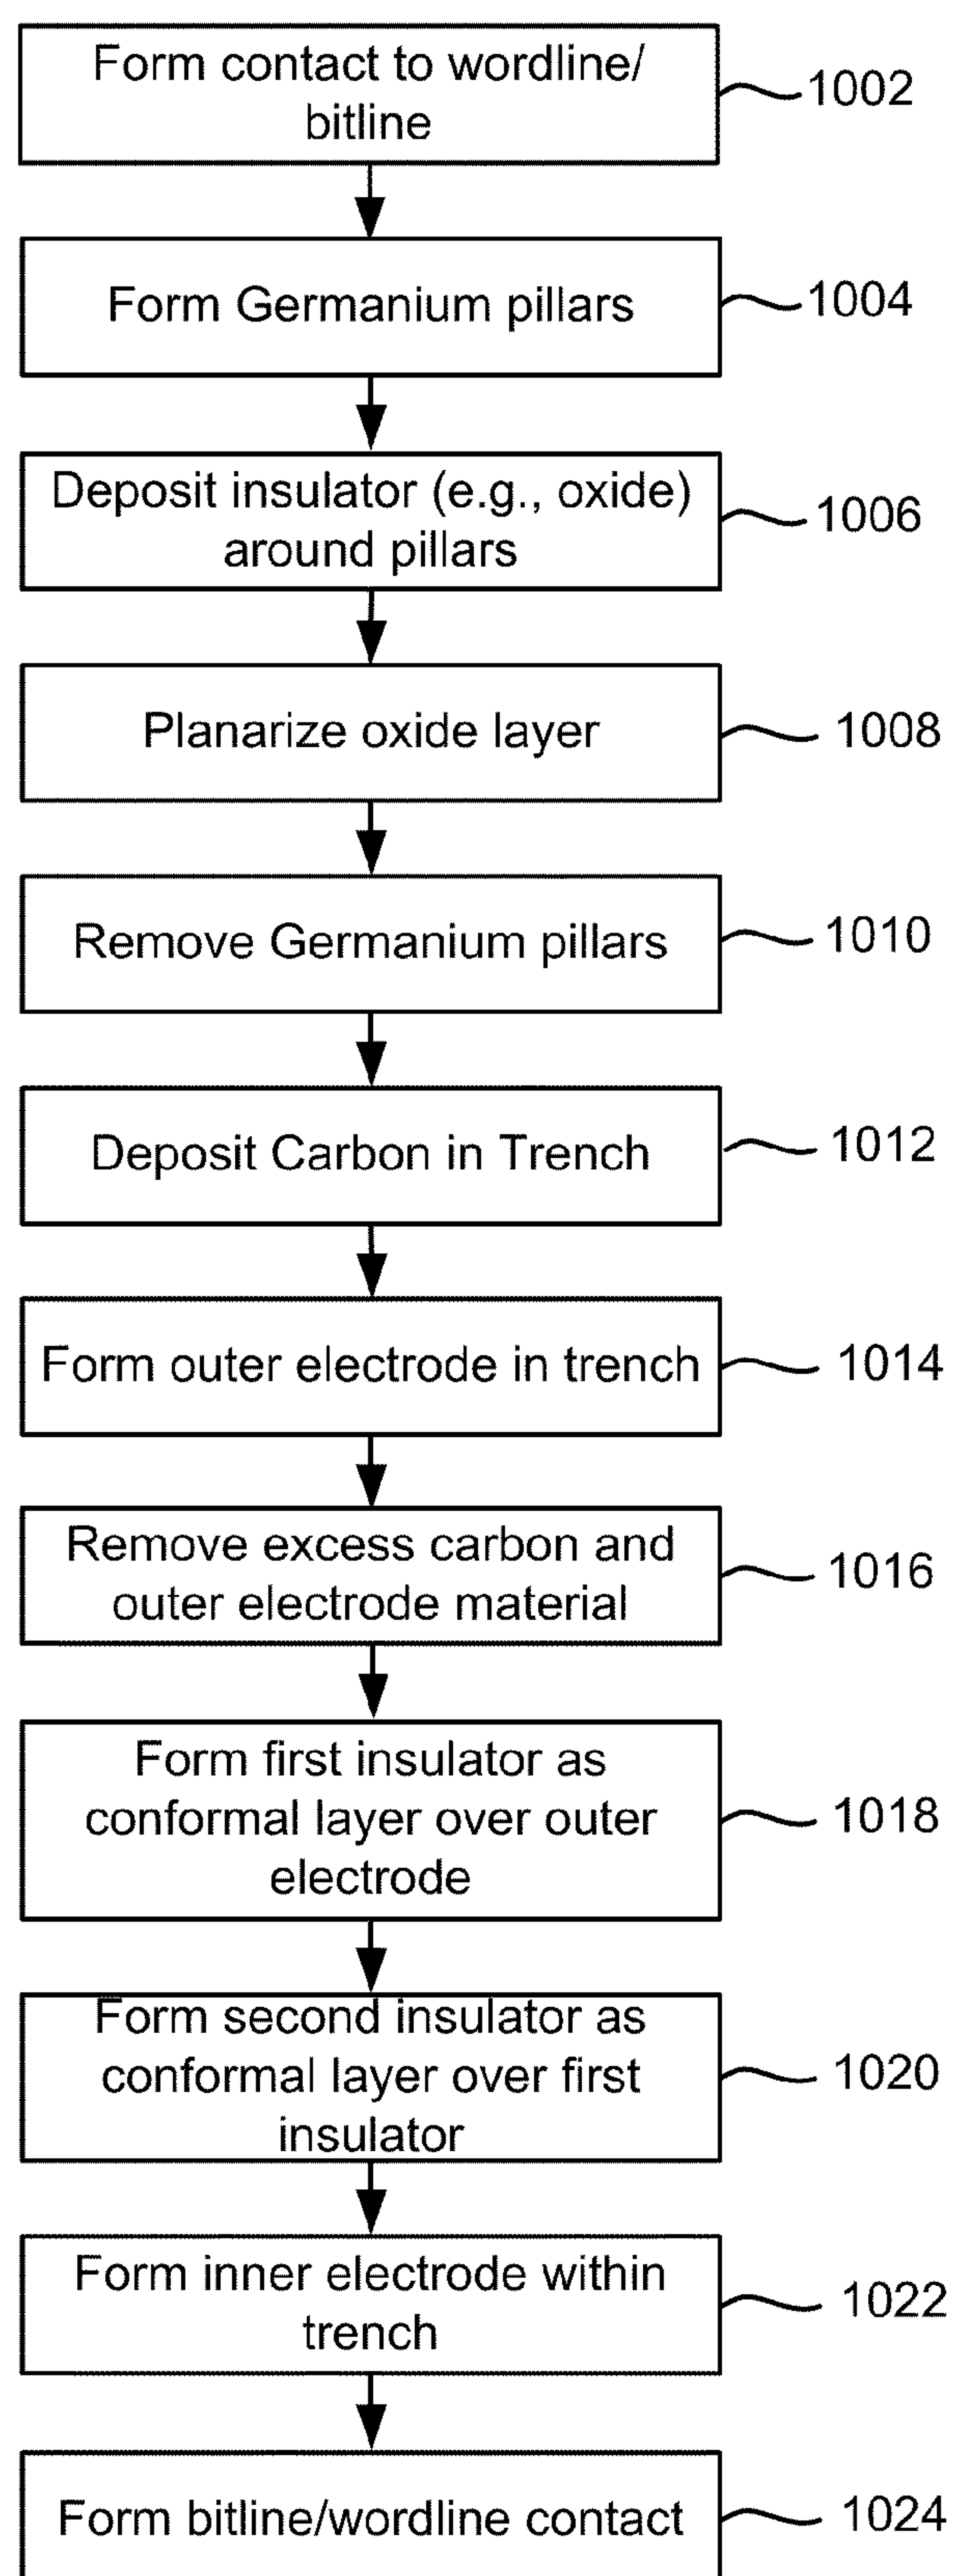 Form contact to wordline/
bitline
1002
Form Germanium pillars
1004
Deposit insulator (e.g., oxide)
around pillars
1006
Planarize oxide layer
1008
Remove Germanium pillars
1010
Deposit Carbon in Trench
1012
Form outer electrode in trench
1014
Remove excess carbon and
outer electrode material
1016
Form first insulator as
conformal layer over outer
electrode
1018
Form second insulator as
conformal layer over first
insulator
1020
Form inner electrode within
trench
1022
Form bitline/wordline contact
1024